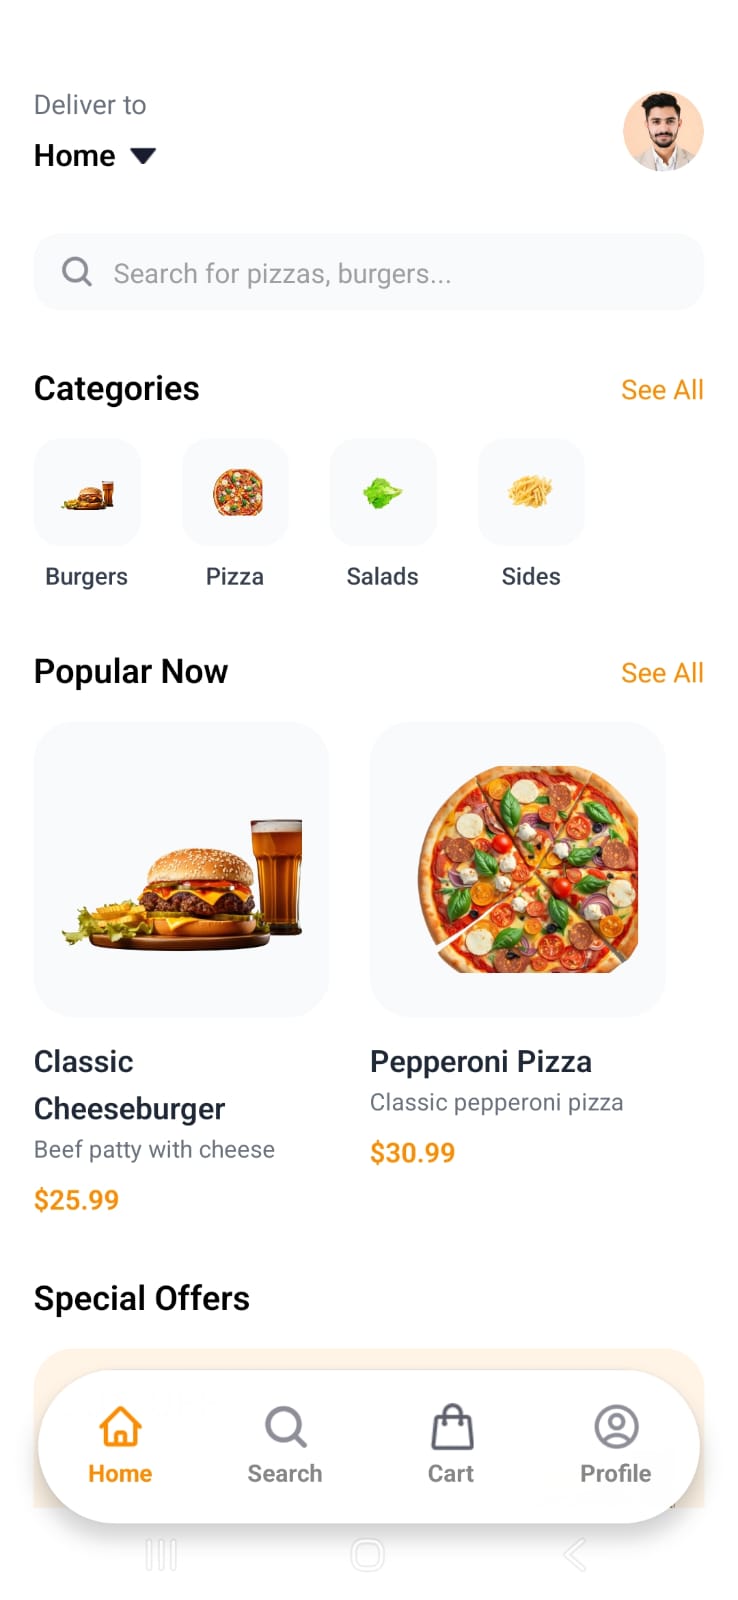 Deliver to
Home
Search for pizzas, burgers...
Categories
See All
Burgers
Pizza
Salads
Sides
Popular Now
See All
Classic
Cheeseburger
Beef patty with cheese
$25.99
Pepperoni Pizza
Classic pepperoni pizza
$30.99
Special Offers
Home
Search
Cart
Profile